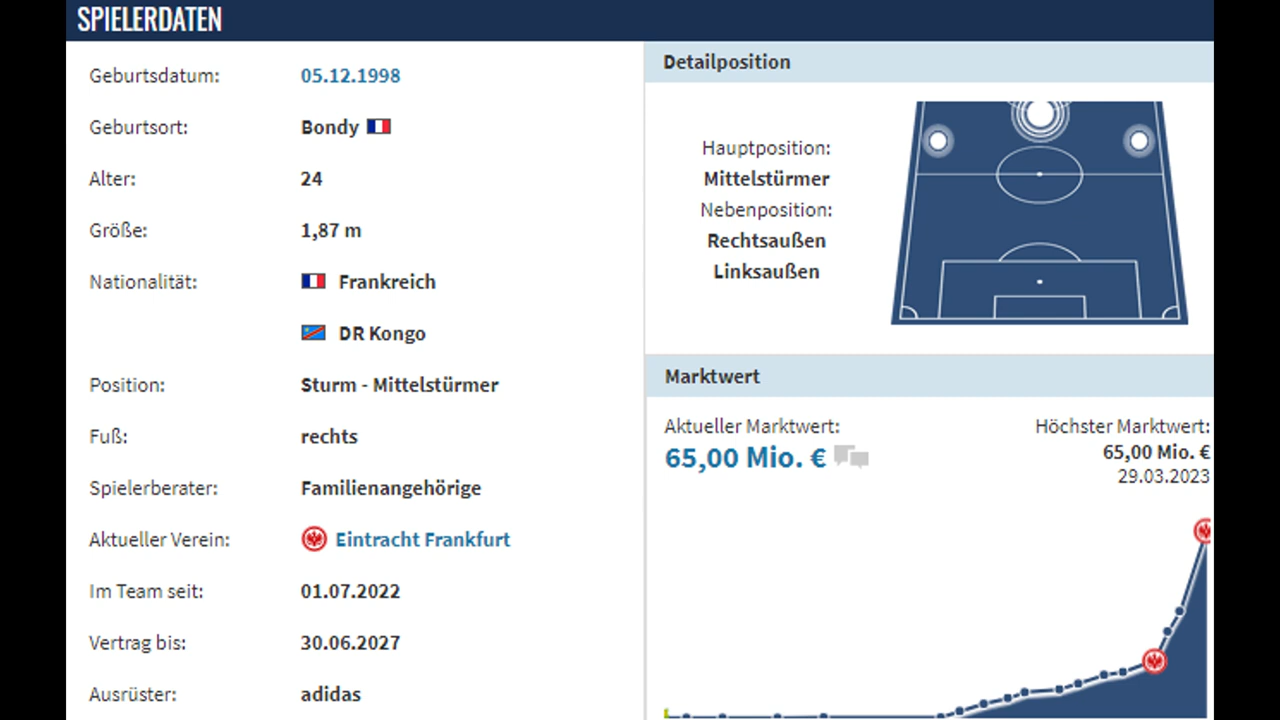 SPIELERDATEN
Geburtsdatum: 05.12.1998
Geburtsort: Bondy
Alter: 24
Größe: 1,87 m
Nationalität: Frankreich
DR Kongo
Position: Sturm - Mittelstürmer
Fuß: rechts
Spielerberater: Familienangehörige
Aktueller Verein: Eintracht Frankfurt
Im Team seit: 01.07.2022
Vertrag bis: 30.06.2027
Ausrüster: adidas
Detailposition
Hauptposition:
Mittelstürmer
Nebenposition:
Rechtsaußen
Linksaußen
Marktwert
Aktueller Marktwert:
65,00 Mio. €
Höchster Marktwert:
65,00 Mio. €
29.03.2023